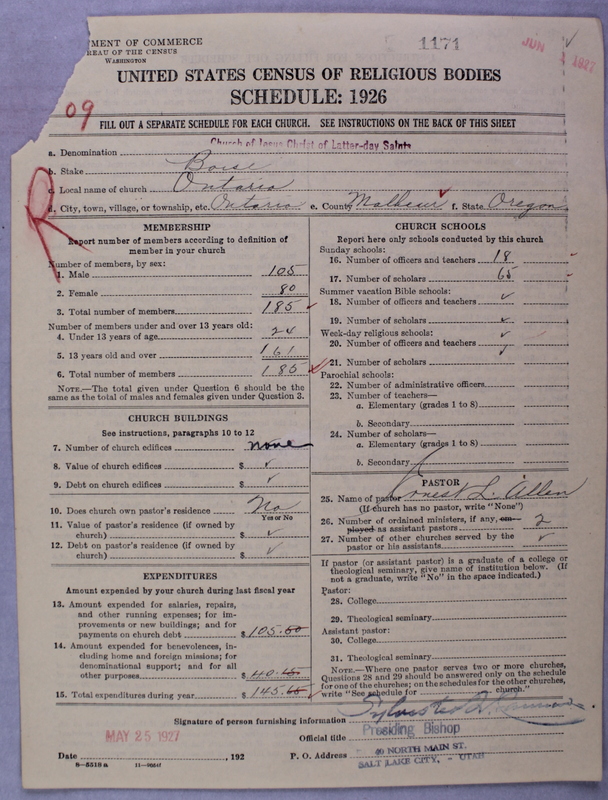 MENT OF COMMERCE
REAU OF THE CENSUS
WASHINGTON
1171
JUN 1 1927
UNITED STATES CENSUS OF RELIGIOUS BODIES
SCHEDULE: 1926
09
FILL OUT A SEPARATE SCHEDULE FOR EACH CHURCH. SEE INSTRUCTIONS ON THE BACK OF THIS SHEET
a. Denomination Church of Jesus Christ of Latter-day Saints
b. Stake Boise
c. Local name of church Ontario
d. City, town, village, or township, etc. Ontario e. County Malheur f. State Oregon
R
MEMBERSHIP
Report number of members according to definition of member in your church
Number of members, by sex:
1. Male 105
2. Female 80
3. Total number of members 185
Number of members under and over 13 years old:
4. Under 13 years of age 24
5. 13 years old and over 161
6. Total number of members 185
NOTE.—The total given under Question 6 should be the same as the total of males and females given under Question 3.
CHURCH BUILDINGS
See instructions, paragraphs 10 to 12
7. Number of church edifices none
8. Value of church edifices $ ✓
9. Debt on church edifices $ ✓
10. Does church own pastor's residence? No
Yes or No
11. Value of pastor's residence (if owned by church) $ ✓
12. Debt on pastor's residence (if owned by church) $ ✓
EXPENDITURES
Amount expended by your church during last fiscal year
13. Amount expended for salaries, repairs, and other running expenses; for improvements or new buildings; and for payments on church debt $ 105.60
14. Amount expended for benevolences, including home and foreign missions; for denominational support; and for all other purposes $ 40.
15. Total expenditures during year $ 145.
CHURCH SCHOOLS
Report here only schools conducted by this church
Sunday schools:
16. Number of officers and teachers 18
17. Number of scholars 65
Summer vacation Bible schools:
18. Number of officers and teachers ✓
19. Number of scholars ✓
Week-day religious schools:
20. Number of officers and teachers ✓
21. Number of scholars
Parochial schools:
22. Number of administrative officers
23. Number of teachers—
a. Elementary (grades 1 to 8)
b. Secondary
24. Number of scholars—
a. Elementary (grades 1 to 8)
b. Secondary
PASTOR
25. Name of pastor Ernest L. Allen
(If church has no pastor, write "None")
26. Number of ordained ministers, if any, employed as assistant pastors 2
27. Number of other churches served by the pastor or his assistants ✓
If pastor (or assistant pastor) is a graduate of a college or theological seminary, give name of institution below. (If not a graduate, write "No" in the space indicated.)
Pastor:
28. College
29. Theological seminary
Assistant pastor:
30. College
31. Theological seminary
NOTE.—Where one pastor serves two or more churches, Questions 28 and 29 should be answered only on the schedule for one of the churches; on the schedules for the other churches, write "See schedule for church."
Signature of person furnishing information Sylvester Q. Cannon
Official title Presiding Bishop
MAY 25 1927
Date , 192 P. O. Address 40 NORTH MAIN ST.
SALT LAKE CITY, - UTAH
8—5518 a